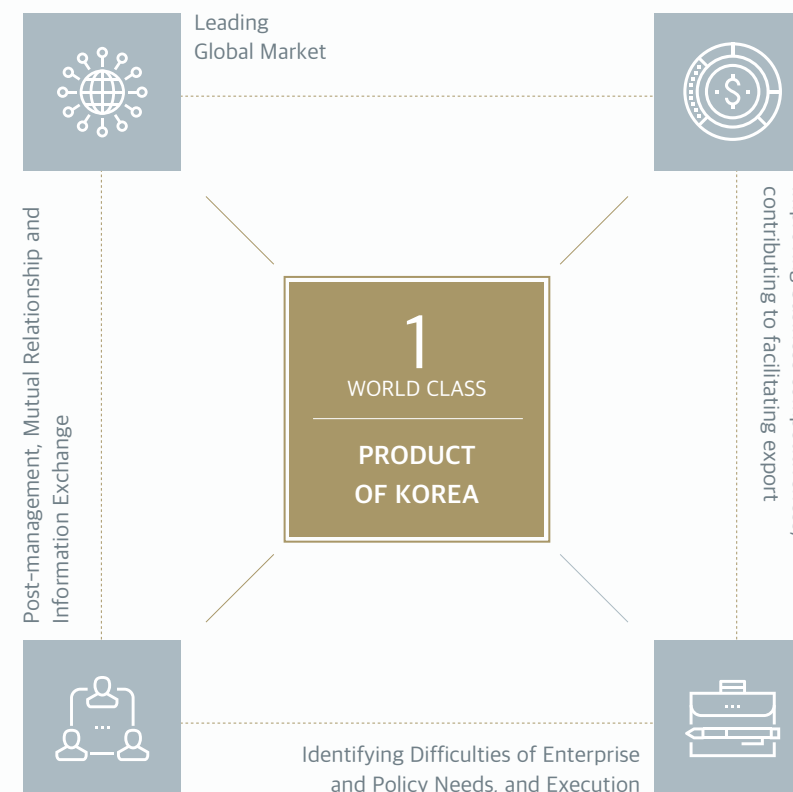 Leading
Global Market
contributing to facilitating export
Post-management, Mutual Relationship and
Information Exchange
1
WORLD CLASS
PRODUCT
OF KOREA
Identifying Difficulties of Enterprise
and Policy Needs, and Execution